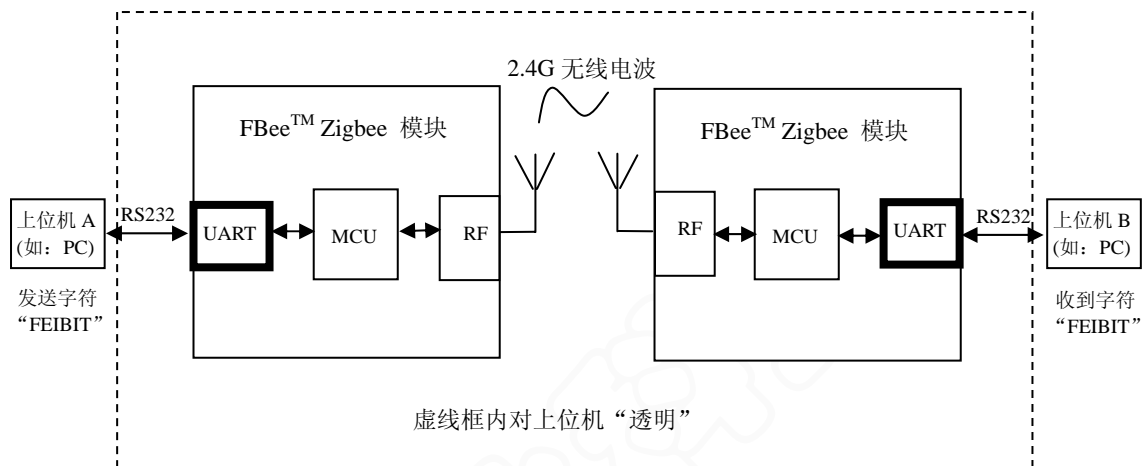 2.4G 无线电波
FBeeTM Zigbee 模块
FBeeTM Zigbee 模块
上位机 A
(如：PC)
RS232
UART
MCU
RF
RF
MCU
UART
RS232
上位机 B
(如：PC)
发送字符
“FEIBIT”
收到字符
“FEIBIT”
虚线框内对上位机“透明”